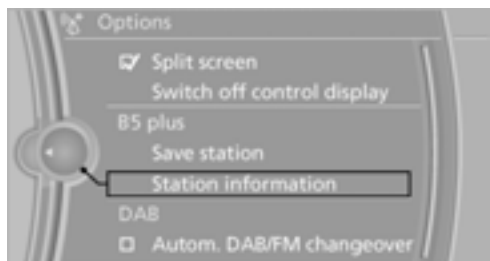 Options
Split screen
Switch off control display
B5 plus
Save station
Station information
DAB
Autom. DAB/FM changeover